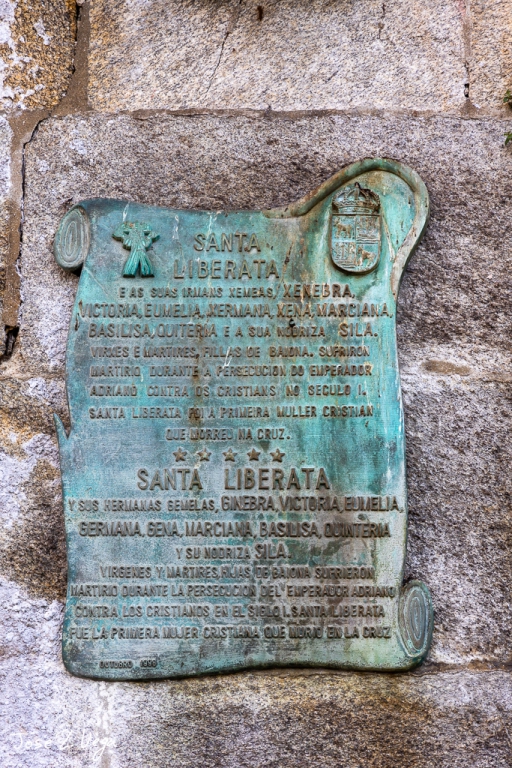 SANTA
LIBERATA
E AS SUAS IRMANS XEMEAS, XENEBRA,
VICTORIA, EUMELIA, XERMANA, XENA, MARCIANA,
BASILISA, QUITERIA E A SUA NODRIZA SILA.
VIRXES E MARTIRES, FILLAS DE BAIONA. SUFRIRON
MARTIRIO DURANTE A PERSECUCION DO EMPERADOR
ADRIANO CONTRA OS CRISTIANS NO SECULO I.
SANTA LIBERATA FOI A PRIMEIRA MULLER CRISTIAN
QUE MORREU NA CRUZ.
SANTA LIBERATA
Y SUS HERMANAS GEMELAS, GINEBRA, VICTORIA, EUMELIA,
GERMANA, GENA, MARCIANA, BASILISA, QUINTERIA
Y SU NODRIZA SILA.
VIRGENES Y MARTIRES, HIJAS DE BAIONA SUFRIERON
MARTIRIO DURANTE LA PERSECUCION DEL EMPERADOR ADRIANO
CONTRA LOS CRISTIANOS EN EL SIGLO I. SANTA LIBERATA
FUE LA PRIMERA MUJER CRISTIANA QUE MURIO EN LA CRUZ
OCTUBRO